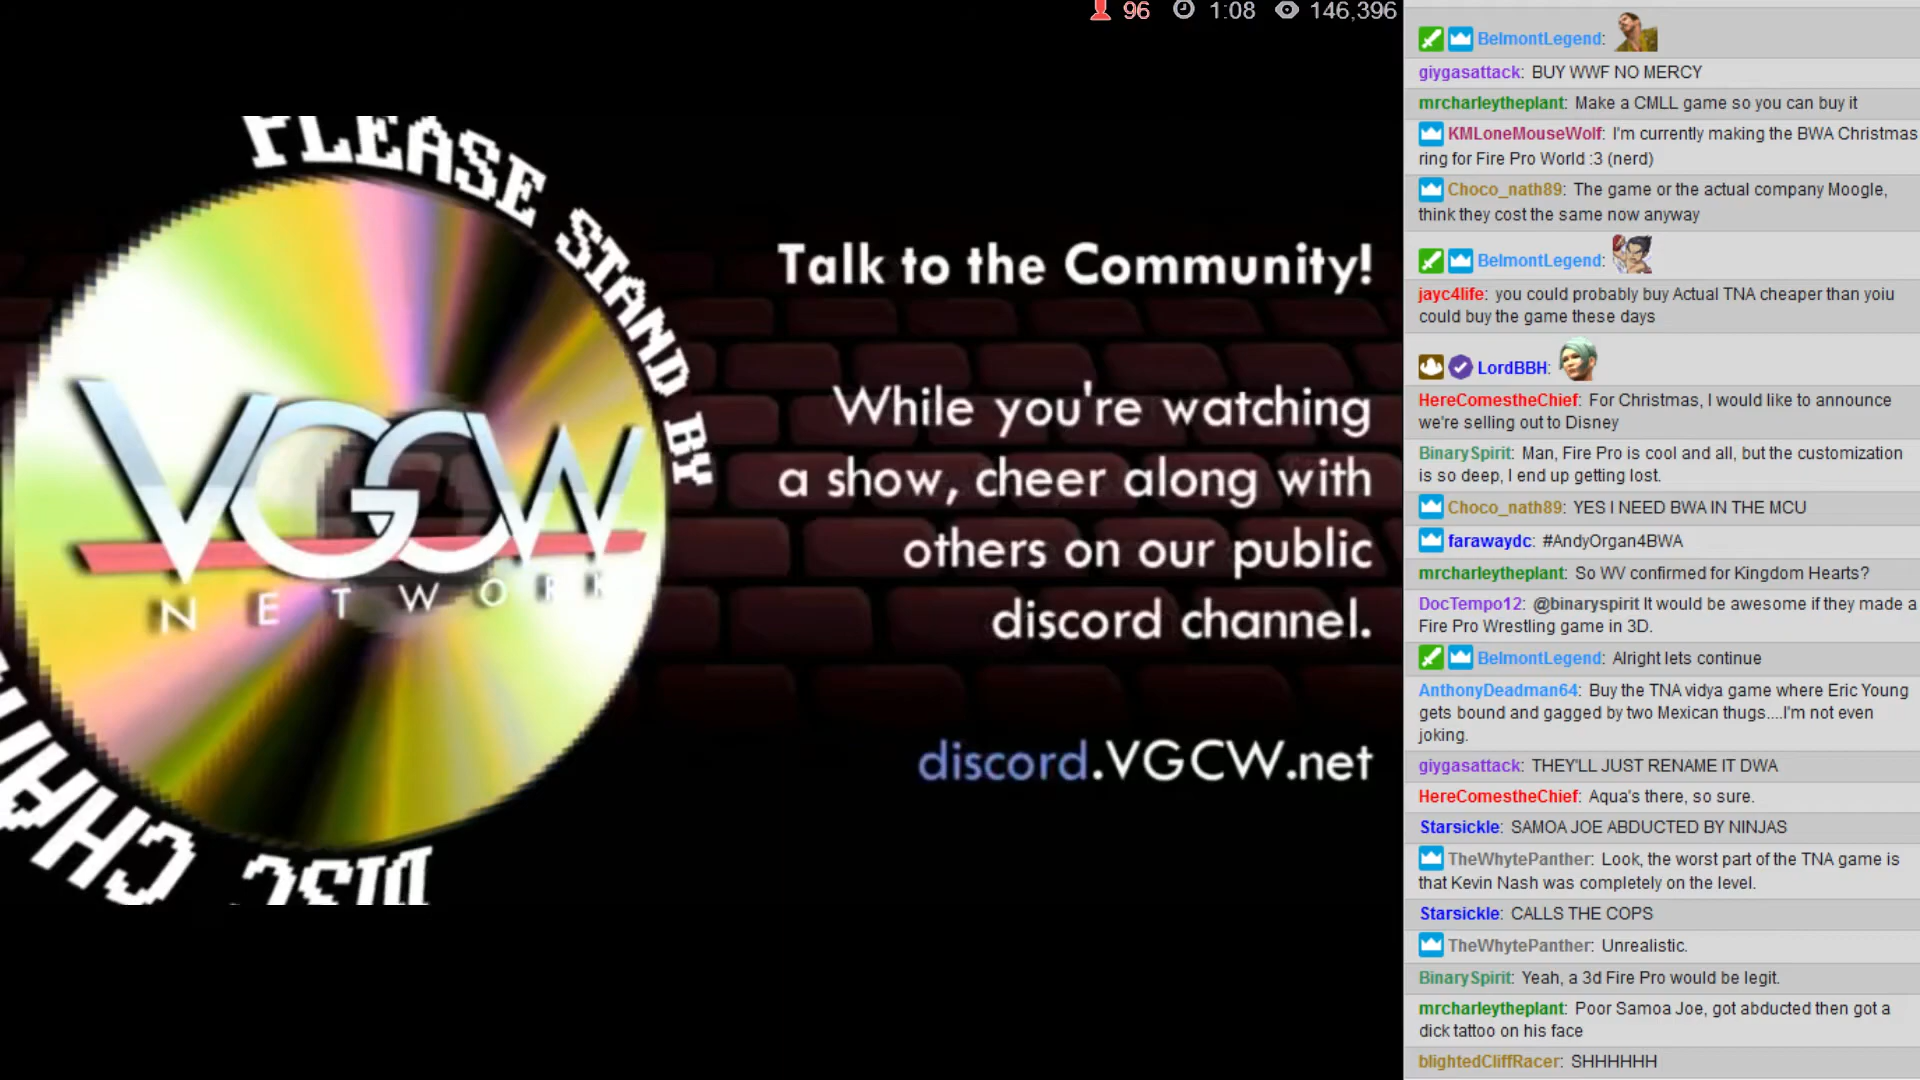 96 1:08 146,396
PLEASE STAND BY
VGCW
NETWORK
DISC CHAN
Talk to the Community!
While you're watching
a show, cheer along with
others on our public
discord channel.
discord.VGCW.net
BelmontLegend:
giygasattack: BUY WWF NO MERCY
mrcharleytheplant: Make a CMLL game so you can buy it
KMLoneMouseWolf: I'm currently making the BWA Christmas
ring for Fire Pro World :3 (nerd)
Choco_nath89: The game or the actual company Moogle,
think they cost the same now anyway
BelmontLegend:
jayc4life: you could probably buy Actual TNA cheaper than yoiu
could buy the game these days
LordBBH:
HereComestheChief: For Christmas, I would like to announce
we're selling out to Disney
BinarySpirit: Man, Fire Pro is cool and all, but the customization
is so deep, I end up getting lost.
Choco_nath89: YES I NEED BWA IN THE MCU
farawaydc: #AndyOrgan4BWA
mrcharleytheplant: So WV confirmed for Kingdom Hearts?
DocTempo12: @binaryspirit It would be awesome if they made a
Fire Pro Wrestling game in 3D.
BelmontLegend: Alright lets continue
AnthonyDeadman64: Buy the TNA vidya game where Eric Young
gets bound and gagged by two Mexican thugs....I'm not even
joking.
giygasattack: THEY'LL JUST RENAME IT DWA
HereComestheChief: Aqua's there, so sure.
Starsickle: SAMOA JOE ABDUCTED BY NINJAS
TheWhytePanther: Look, the worst part of the TNA game is
that Kevin Nash was completely on the level.
Starsickle: CALLS THE COPS
TheWhytePanther: Unrealistic.
BinarySpirit: Yeah, a 3d Fire Pro would be legit.
mrcharleytheplant: Poor Samoa Joe, got abducted then got a
dick tattoo on his face
blightedCliffRacer: SHHHHHH